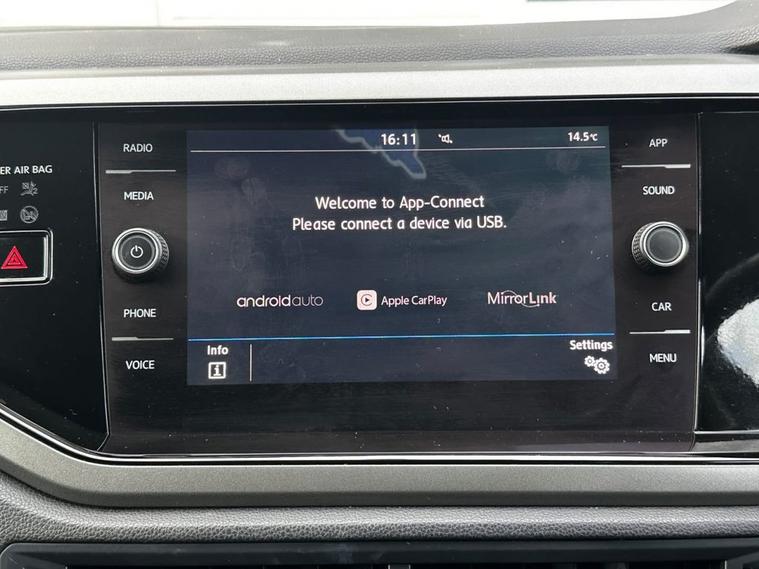 16:11
14.5°C
RADIO
APP
ER AIR BAG
FF
MEDIA
SOUND
Welcome to App-Connect
Please connect a device via USB.
androidauto
Apple CarPlay
MirrorLink
PHONE
CAR
Info
Settings
VOICE
MENU